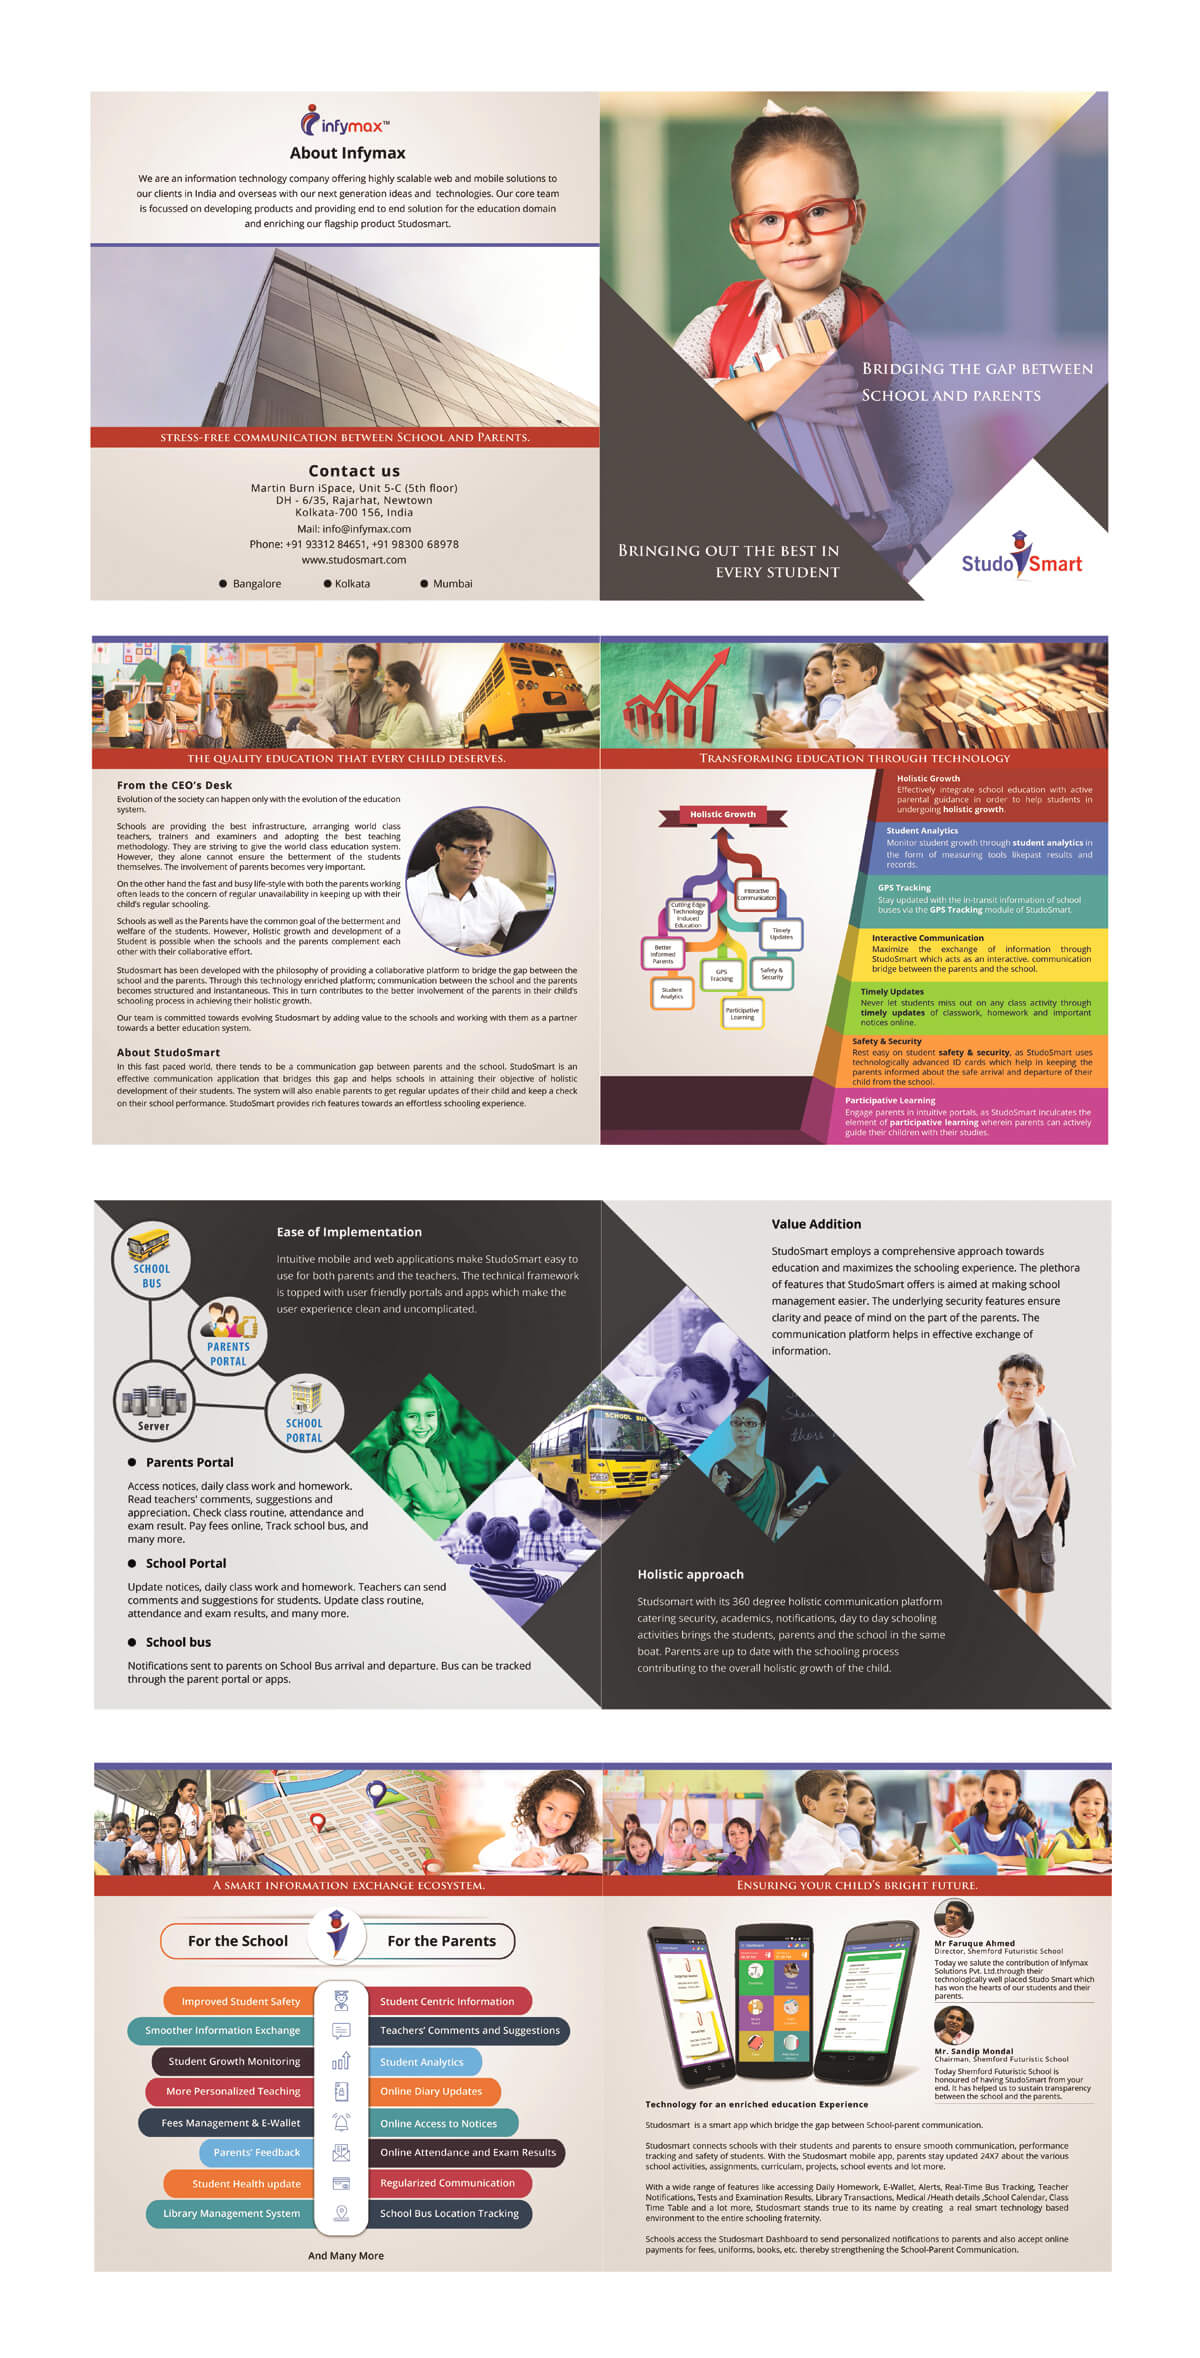 infymax™
About Infymax
We are an information technology company offering highly scalable web and mobile solutions to
our clients in India and overseas with our next generation ideas and technologies. Our core team
is focussed on developing products and providing end to end solution for the education domain
and enriching our flagship product Studosmart.
STRESS-FREE COMMUNICATION BETWEEN SCHOOL AND PARENTS.
Contact us
Martin Burn iSpace, Unit 5-C (5th floor)
DH - 6/35, Rajarhat, Newtown
Kolkata-700 156, India
Mail: info@infymax.com
Phone: +91 93312 84651, +91 98300 68978
www.studosmart.com
● Bangalore ● Kolkata ● Mumbai
BRIDGING THE GAP BETWEEN
SCHOOL AND PARENTS
BRINGING OUT THE BEST IN
EVERY STUDENT
Studo Smart
THE QUALITY EDUCATION THAT EVERY CHILD DESERVES.
From the CEO's Desk
Evolution of the society can happen only with the evolution of the education
system.
Schools are providing the best infrastructure, arranging world class
teachers, trainers and examiners and adopting the best teaching
methodology. They are striving to give the world class education system.
However, they alone cannot ensure the betterment of the students
themselves. The involvement of parents becomes very important.
On the other hand the fast and busy life-style with both the parents working
often leads to the concern of regular unavailability in keeping up with their
child's regular schooling.
Schools as well as the Parents have the common goal of the betterment and
welfare of the students. However, Holistic growth and development of a
Student is possible when the schools and the parents complement each
other with their collaborative effort.
Studosmart has been developed with the philosophy of providing a collaborative platform to bridge the gap between the
school and the parents. Through this technology enriched platform; communication between the school and the parents
becomes structured and instantaneous. This in turn contributes to the better involvement of the parents in their child's
schooling process in achieving their holistic growth.
Our team is committed towards evolving Studosmart by adding value to the schools and working with them as a partner
towards a better education system.
About StudoSmart
In this fast paced world, there tends to be a communication gap between parents and the school. StudoSmart is an
effective communication application that bridges this gap and helps schools in attaining their objective of holistic
development of their students. The system will also enable parents to get regular updates of their child and keep a check
on their school performance. StudoSmart provides rich features towards an effortless schooling experience.
TRANSFORMING EDUCATION THROUGH TECHNOLOGY
Holistic Growth
Interactive
Communication
Cutting Edge
Technology
Induced
Education
Timely
Updates
Better
Informed
Parents
GPS
Tracking
Safety &
Security
Student
Analytics
Participative
Learning
Holistic Growth
Effectively integrate school education with active
parental guidance in order to help students in
undergoing holistic growth.
Student Analytics
Monitor student growth through student analytics in
the form of measuring tools likepast results and
records.
GPS Tracking
Stay updated with the in-transit information of school
buses via the GPS Tracking module of StudoSmart.
Interactive Communication
Maximize the exchange of information through
StudoSmart which acts as an interactive. communication
bridge between the parents and the school.
Timely Updates
Never let students miss out on any class activity through
timely updates of classwork, homework and important
notices online.
Safety & Security
Rest easy on student safety & security, as StudoSmart uses
technologically advanced ID cards which help in keeping the
parents informed about the safe arrival and departure of their
child from the school.
Participative Learning
Engage parents in intuitive portals, as StudoSmart inculcates the
element of participative learning wherein parents can actively
guide their children with their studies.
SCHOOL
BUS
PARENTS
PORTAL
Server
SCHOOL
PORTAL
Ease of Implementation
Intuitive mobile and web applications make StudoSmart easy to
use for both parents and the teachers. The technical framework
is topped with user friendly portals and apps which make the
user experience clean and uncomplicated.
● Parents Portal
Access notices, daily class work and homework.
Read teachers' comments, suggestions and
appreciation. Check class routine, attendance and
exam result. Pay fees online, Track school bus, and
many more.
● School Portal
Update notices, daily class work and homework. Teachers can send
comments and suggestions for students. Update class routine,
attendance and exam results, and many more.
● School bus
Notifications sent to parents on School Bus arrival and departure. Bus can be tracked
through the parent portal or apps.
SCHOOL BUS
Value Addition
StudoSmart employs a comprehensive approach towards
education and maximizes the schooling experience. The plethora
of features that StudoSmart offers is aimed at making school
management easier. The underlying security features ensure
clarity and peace of mind on the part of the parents. The
communication platform helps in effective exchange of
information.
Holistic approach
Studsomart with its 360 degree holistic communication platform
catering security, academics, notifications, day to day schooling
activities brings the students, parents and the school in the same
boat. Parents are up to date with the schooling process
contributing to the overall holistic growth of the child.
A SMART INFORMATION EXCHANGE ECOSYSTEM.
For the School For the Parents
Improved Student Safety Student Centric Information
Smoother Information Exchange Teachers' Comments and Suggestions
Student Growth Monitoring Student Analytics
More Personalized Teaching Online Diary Updates
Fees Management & E-Wallet Online Access to Notices
Parents' Feedback Online Attendance and Exam Results
Student Health update Regularized Communication
Library Management System School Bus Location Tracking
And Many More
ENSURING YOUR CHILD'S BRIGHT FUTURE.
Mr Faruque Ahmed
Director, Shemford Futuristic School
Today we salute the contribution of Infymax
Solutions Pvt. Ltd.through their
technologically well placed Studo Smart which
has won the hearts of our students and their
parents.
Mr. Sandip Mondal
Chairman, Shemford Futuristic School
Today Shemford Futuristic School is
honoured of having StudoSmart from your
end. It has helped us to sustain transparency
between the school and the parents.
Technology for an enriched education Experience
Studosmart is a smart app which bridge the gap between School-parent communication.
Studosmart connects schools with their students and parents to ensure smooth communication, performance
tracking and safety of students. With the Studosmart mobile app, parents stay updated 24X7 about the various
school activities, assignments, curriculam, projects, school events and lot more.
With a wide range of features like accessing Daily Homework, E-Wallet, Alerts, Real-Time Bus Tracking, Teacher
Notifications, Tests and Examination Results, Library Transactions, Medical /Heath details ,School Calendar, Class
Time Table and a lot more, Studosmart stands true to its name by creating a real smart technology based
environment to the entire schooling fraternity.
Schools access the Studosmart Dashboard to send personalized notifications to parents and also accept online
payments for fees, uniforms, books, etc. thereby strengthening the School-Parent Communication.